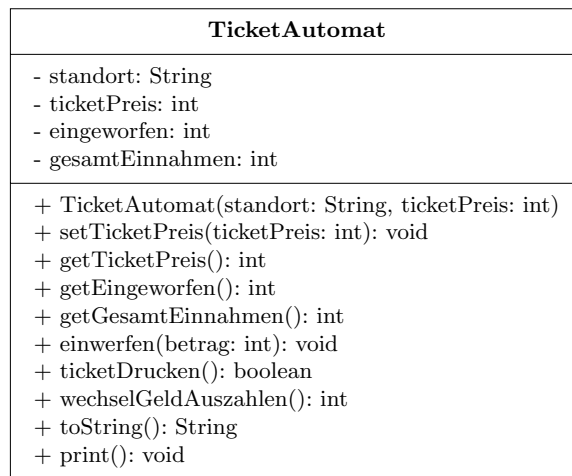 TicketAutomat
- standort: String
- ticketPreis: int
- eingeworfen: int
- gesamtEinnahmen: int
+ TicketAutomat(standort: String, ticketPreis: int)
+ setTicketPreis(ticketPreis: int): void
+ getTicketPreis(): int
+ getEingeworfen(): int
+ getGesamtEinnahmen(): int
+ einwerfen(betrag: int): void
+ ticketDrucken(): boolean
+ wechselGeldAuszahlen(): int
+ toString(): String
+ print(): void